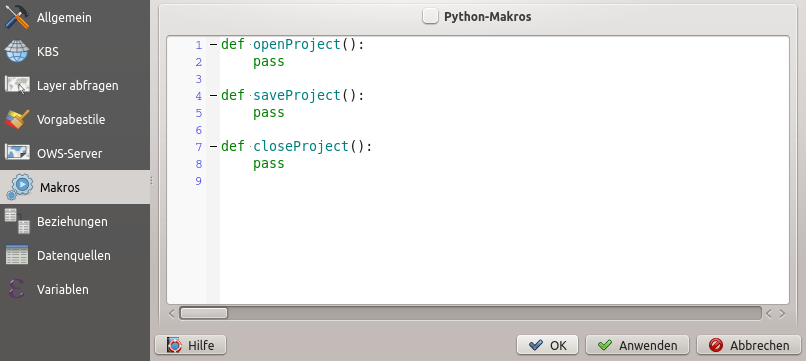 Allgemein
KBS
Layer abfragen
Vorgabestile
OWS-Server
Makros
Beziehungen
Datenquellen
Variablen
Python-Makros
1 def openProject():
2     pass
3
4 def saveProject():
5     pass
6
7 def closeProject():
8     pass
9
Hilfe
OK
Anwenden
Abbrechen